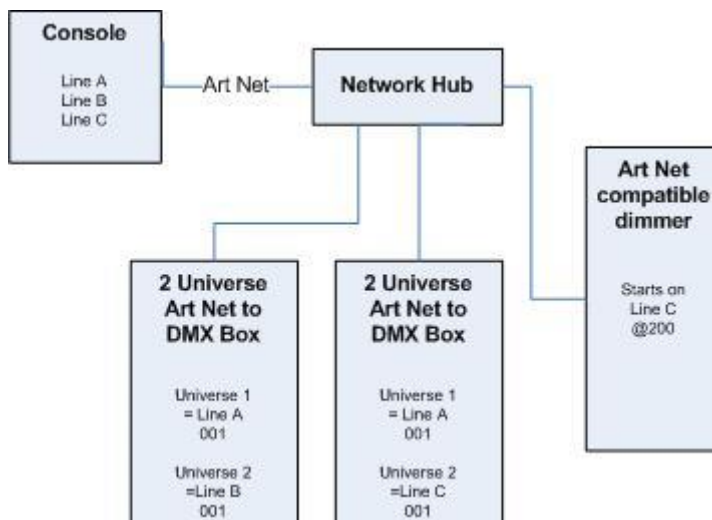 Console
Line A
Line B
Line C
Art Net
Network Hub
2 Universe
Art Net to
DMX Box
Universe 1
= Line A
001
Universe 2
=Line B
001
2 Universe
Art Net to
DMX Box
Universe 1
= Line A
001
Universe 2
=Line C
001
Art Net
compatible
dimmer
Starts on
Line C
@200